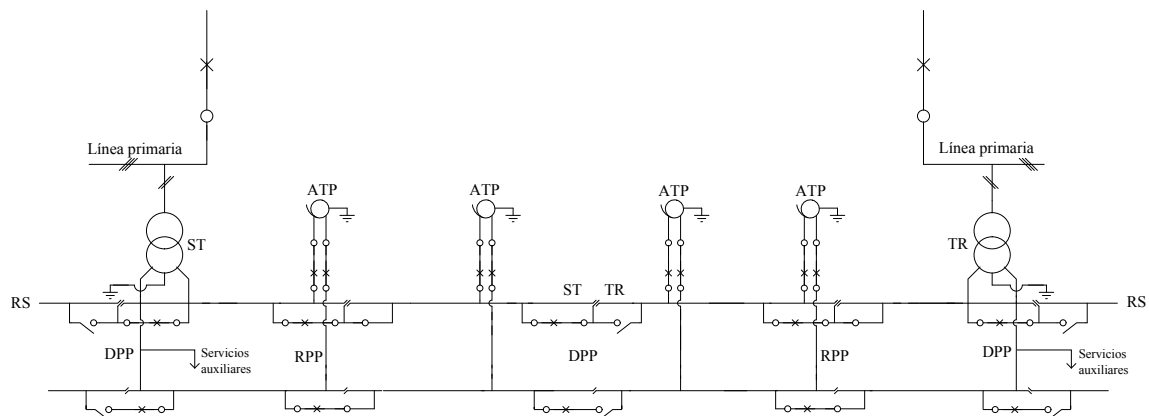 Línea primaria
Línea primaria
ATP
ATP
ATP
ATP
ST
TR
RS
ST
TR
RS
DPP
Servicios
auxiliares
RPP
DPP
RPP
DPP
Servicios
auxiliares